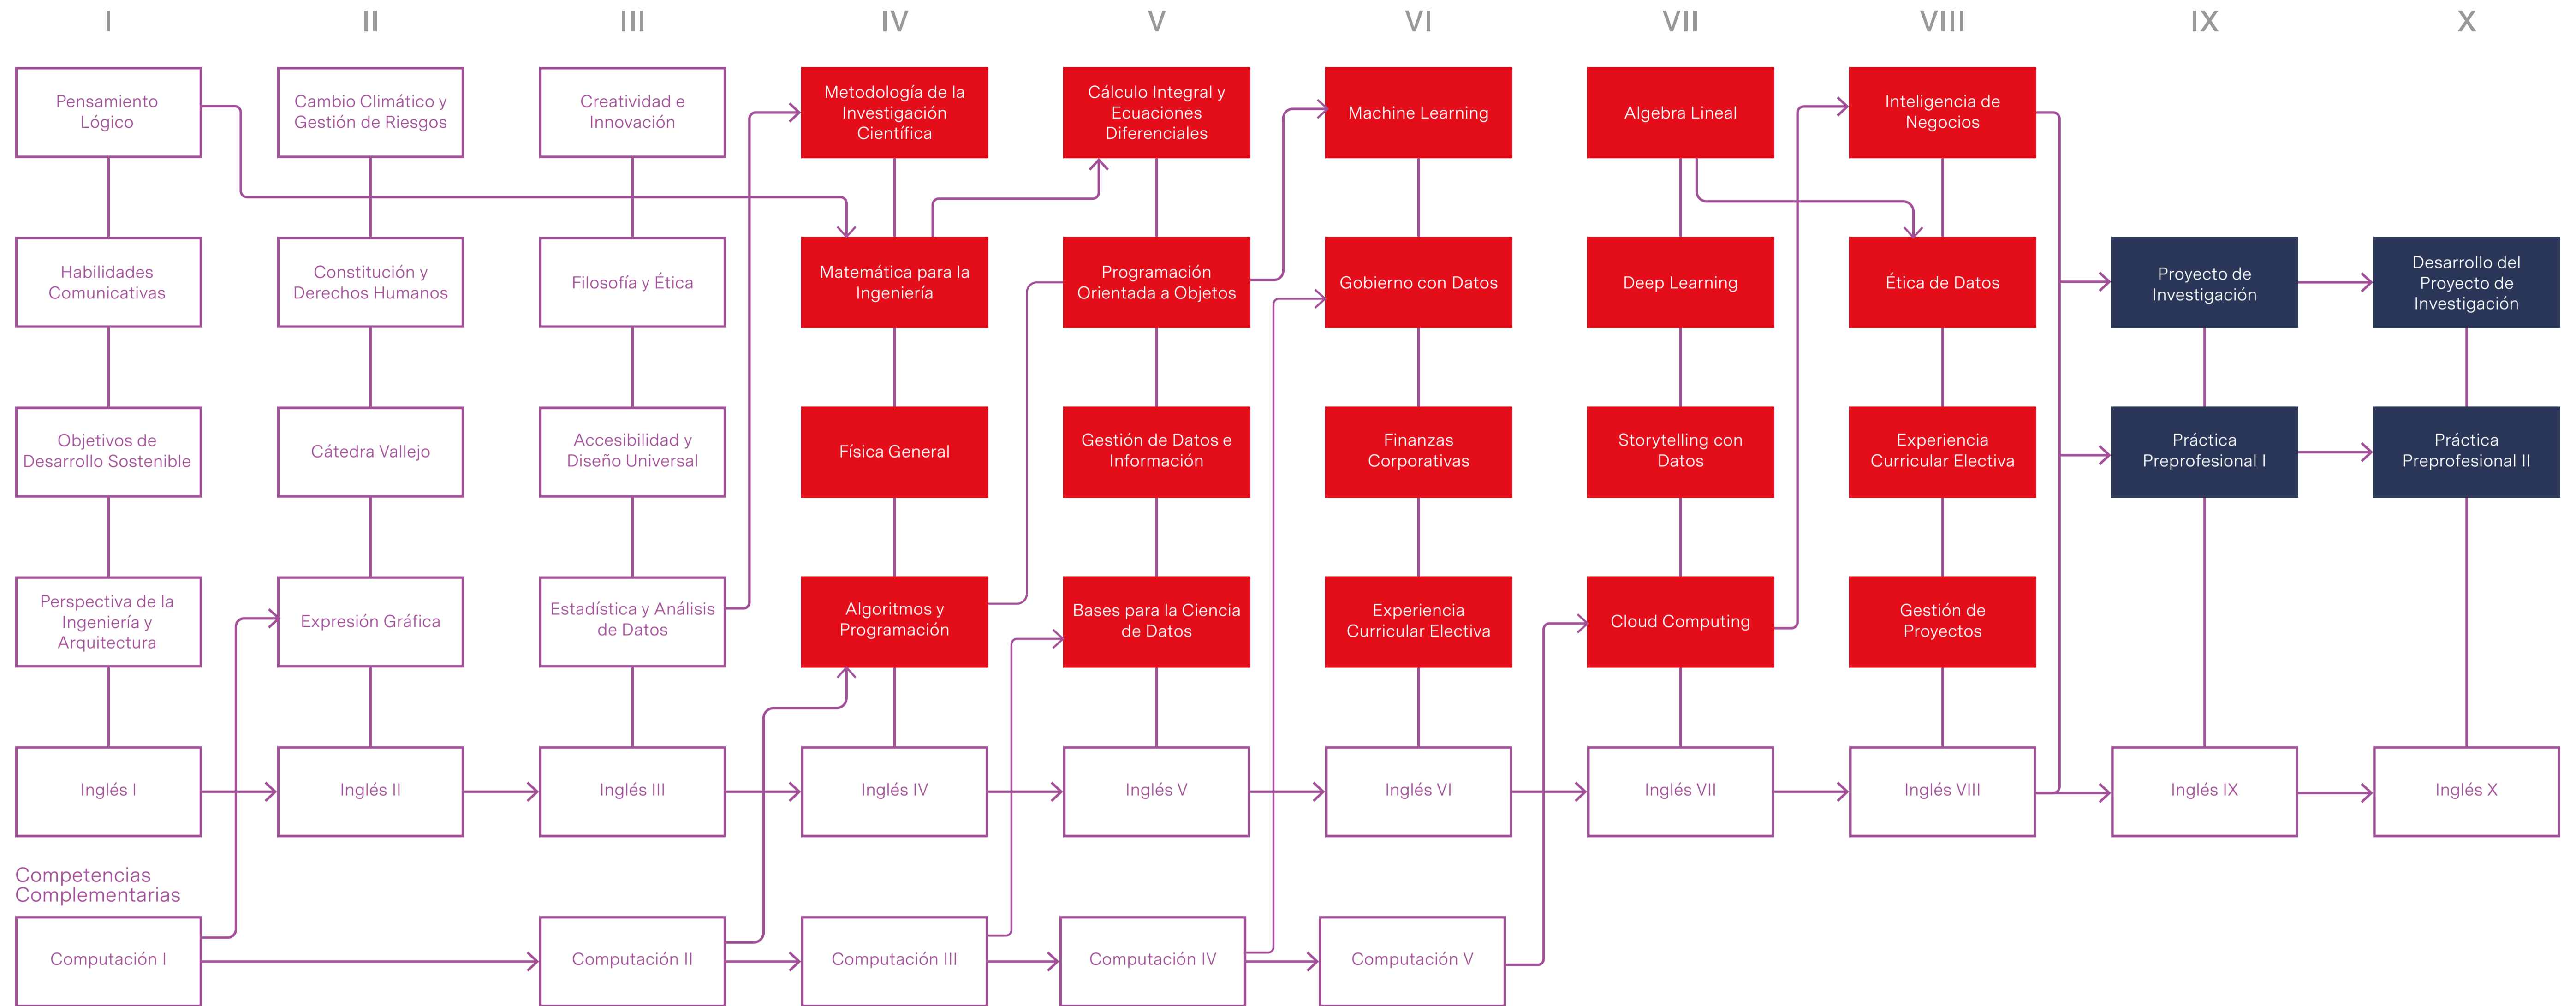 I II III IV V VI VII VIII IX X
Pensamiento
Lógico
Cambio Climático y
Gestión de Riesgos
Creatividad e
Innovación
Metodología de la
Investigación
Científica
Cálculo Integral y
Ecuaciones
Diferenciales
Machine Learning
Algebra Lineal
Inteligencia de
Negocios
Habilidades
Comunicativas
Constitución y
Derechos Humanos
Filosofía y Ética
Matemática para la
Ingeniería
Programación
Orientada a Objetos
Gobierno con Datos
Deep Learning
Ética de Datos
Proyecto de
Investigación
Desarrollo del
Proyecto de
Investigación
Objetivos de
Desarrollo Sostenible
Cátedra Vallejo
Accesibilidad y
Diseño Universal
Física General
Gestión de Datos e
Información
Finanzas
Corporativas
Storytelling con
Datos
Experiencia
Curricular Electiva
Práctica
Preprofesional I
Práctica
Preprofesional II
Perspectiva de la
Ingeniería y
Arquitectura
Expresión Gráfica
Estadística y Análisis
de Datos
Algoritmos y
Programación
Bases para la Ciencia
de Datos
Experiencia
Curricular Electiva
Cloud Computing
Gestión de
Proyectos
Inglés I
Inglés II
Inglés III
Inglés IV
Inglés V
Inglés VI
Inglés VII
Inglés VIII
Inglés IX
Inglés X
Competencias
Complementarias
Computación I
Computación II
Computación III
Computación IV
Computación V